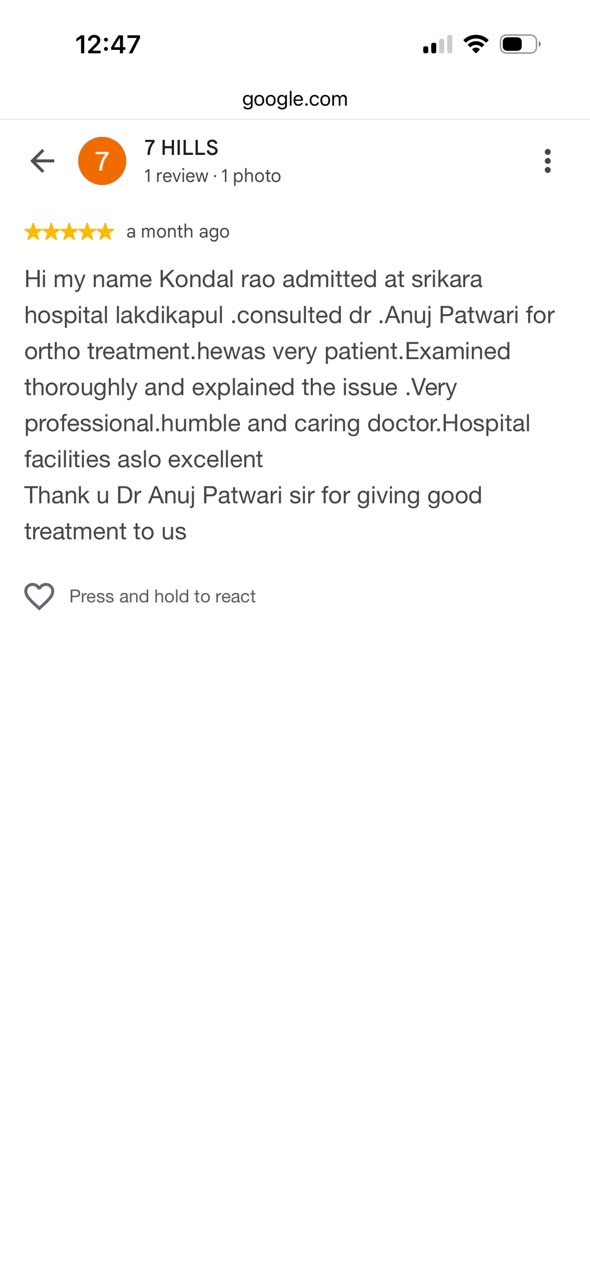 12:47
google.com
7
7 HILLS
1 review · 1 photo
a month ago
Hi my name Kondal rao admitted at srikara
hospital lakdikapul .consulted dr .Anuj Patwari for
ortho treatment.hewas very patient.Examined
thoroughly and explained the issue .Very
professional.humble and caring doctor.Hospital
facilities aslo excellent
Thank u Dr Anuj Patwari sir for giving good
treatment to us
Press and hold to react